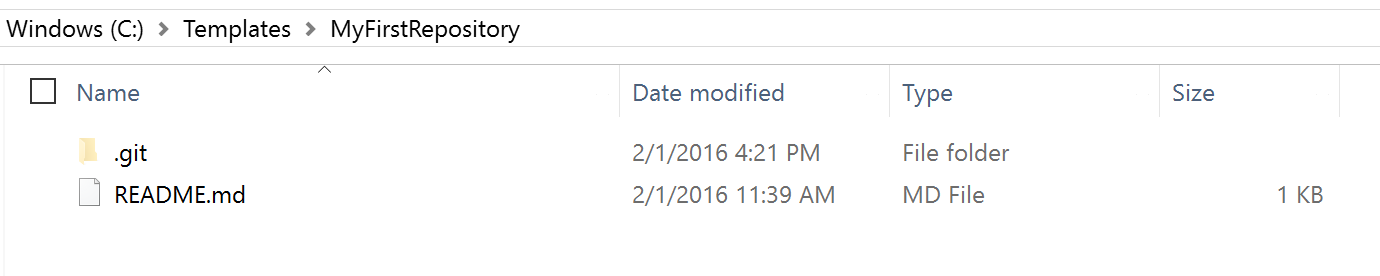 Windows (C:) > Templates > MyFirstRepository
Name Date modified Type Size
.git 2/1/2016 4:21 PM File folder
README.md 2/1/2016 11:39 AM MD File 1 KB